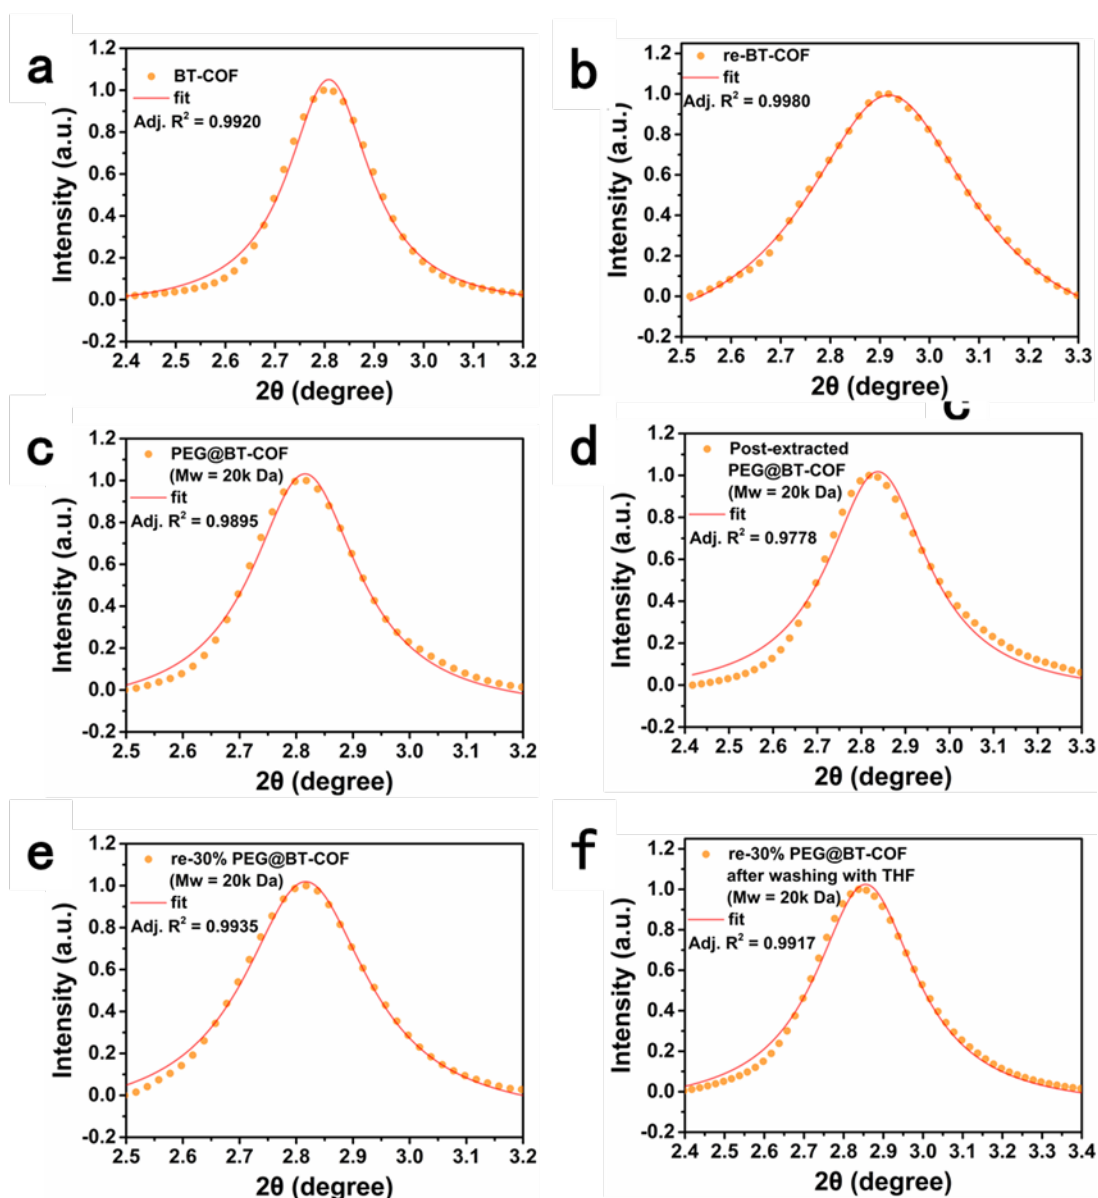 a
BT-COF
fit
Adj. R² = 0.9920
1.2
1.0
0.8
0.6
0.4
0.2
0.0
-0.2
Intensity (a.u.)
2.4 2.5 2.6 2.7 2.8 2.9 3.0 3.1 3.2
2θ (degree)
b
re-BT-COF
fit
Adj. R² = 0.9980
1.2
1.0
0.8
0.6
0.4
0.2
0.0
-0.2
Intensity (a.u.)
2.5 2.6 2.7 2.8 2.9 3.0 3.1 3.2 3.3
2θ (degree)
c
PEG@BT-COF
(Mw = 20k Da)
fit
Adj. R² = 0.9895
1.2
1.0
0.8
0.6
0.4
0.2
0.0
-0.2
Intensity (a.u.)
2.5 2.6 2.7 2.8 2.9 3.0 3.1 3.2
2θ (degree)
d
Post-extracted
PEG@BT-COF
(Mw = 20k Da)
fit
Adj. R² = 0.9778
1.2
1.0
0.8
0.6
0.4
0.2
0.0
-0.2
Intensity (a.u.)
2.4 2.5 2.6 2.7 2.8 2.9 3.0 3.1 3.2 3.3
2θ (degree)
e
re-30% PEG@BT-COF
(Mw = 20k Da)
fit
Adj. R² = 0.9935
1.2
1.0
0.8
0.6
0.4
0.2
0.0
-0.2
Intensity (a.u.)
2.5 2.6 2.7 2.8 2.9 3.0 3.1 3.2
2θ (degree)
f
re-30% PEG@BT-COF
after washing with THF
(Mw = 20k Da)
fit
Adj. R² = 0.9917
1.2
1.0
0.8
0.6
0.4
0.2
0.0
-0.2
Intensity (a.u.)
2.4 2.5 2.6 2.7 2.8 2.9 3.0 3.1 3.2 3.3 3.4
2θ (degree)